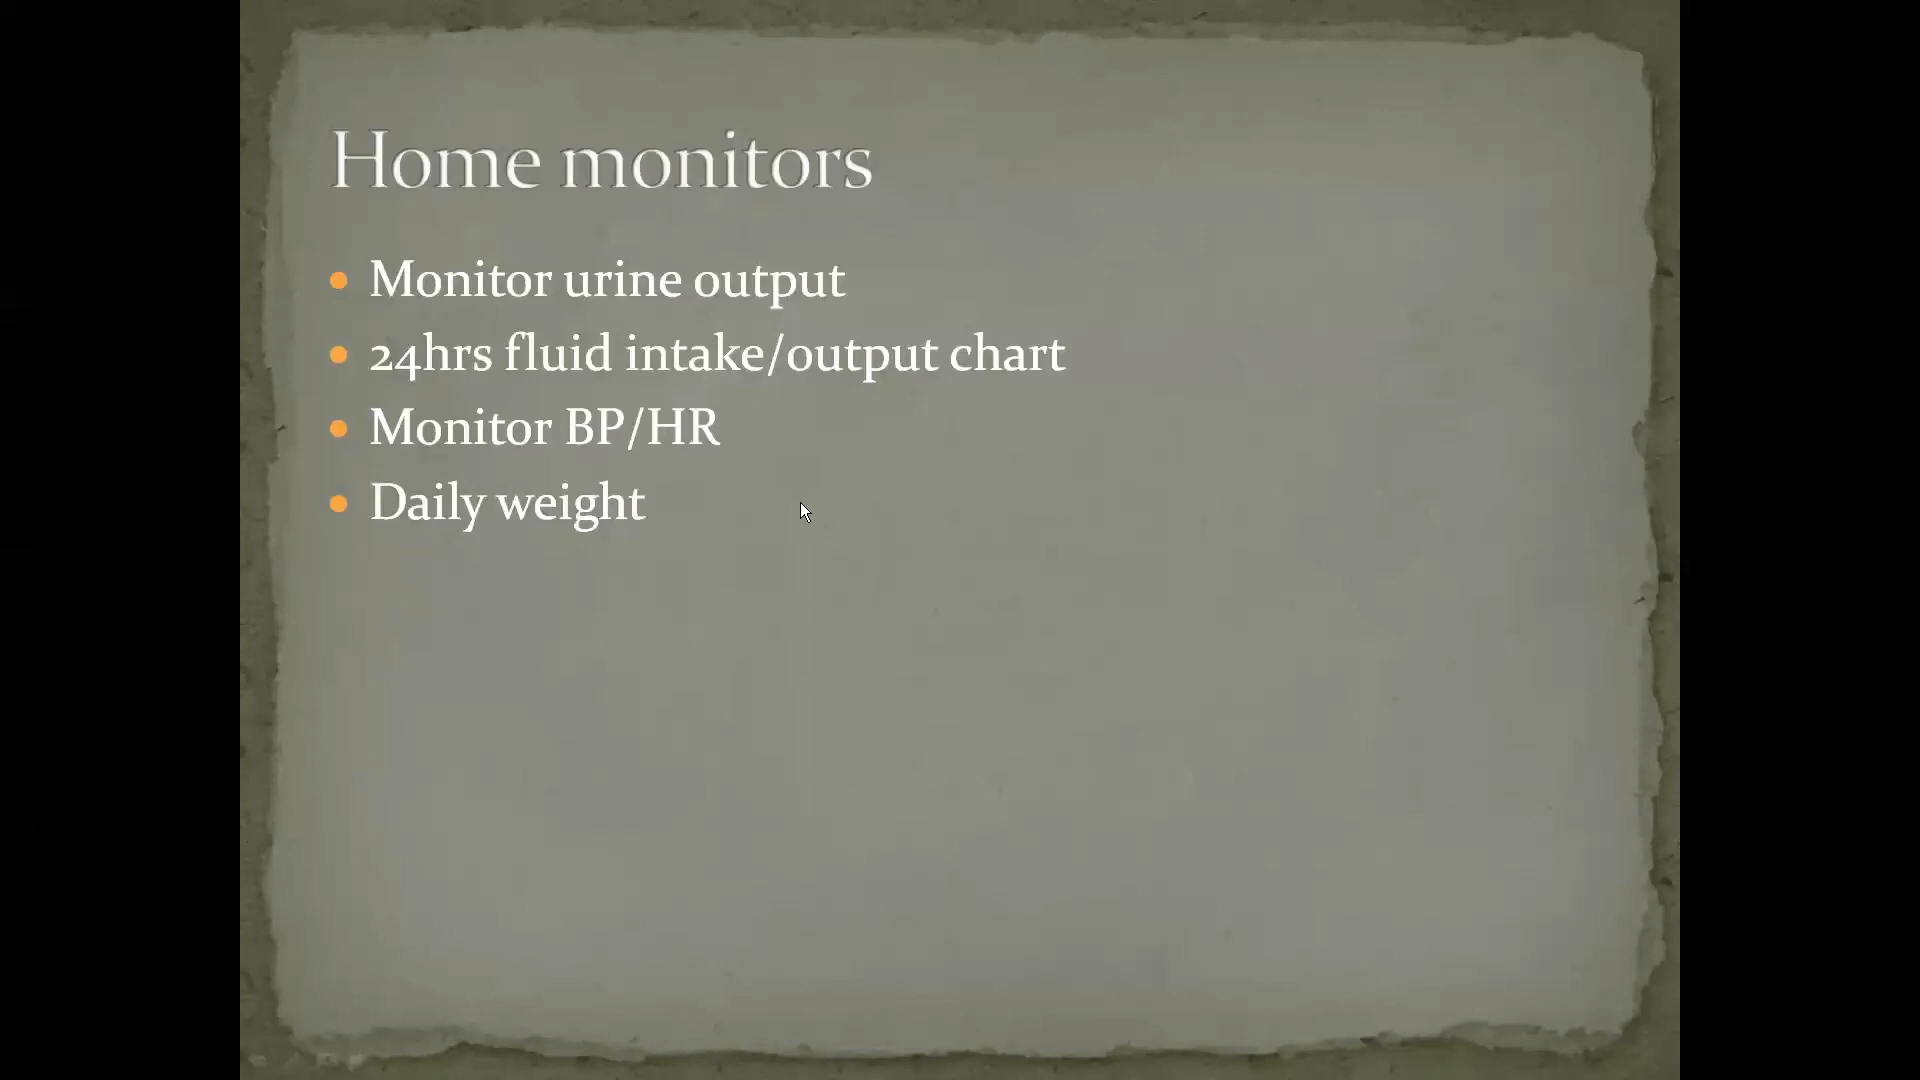 Home monitors
Monitor urine output
24hrs fluid intake/output chart
Monitor BP/HR
Daily weight